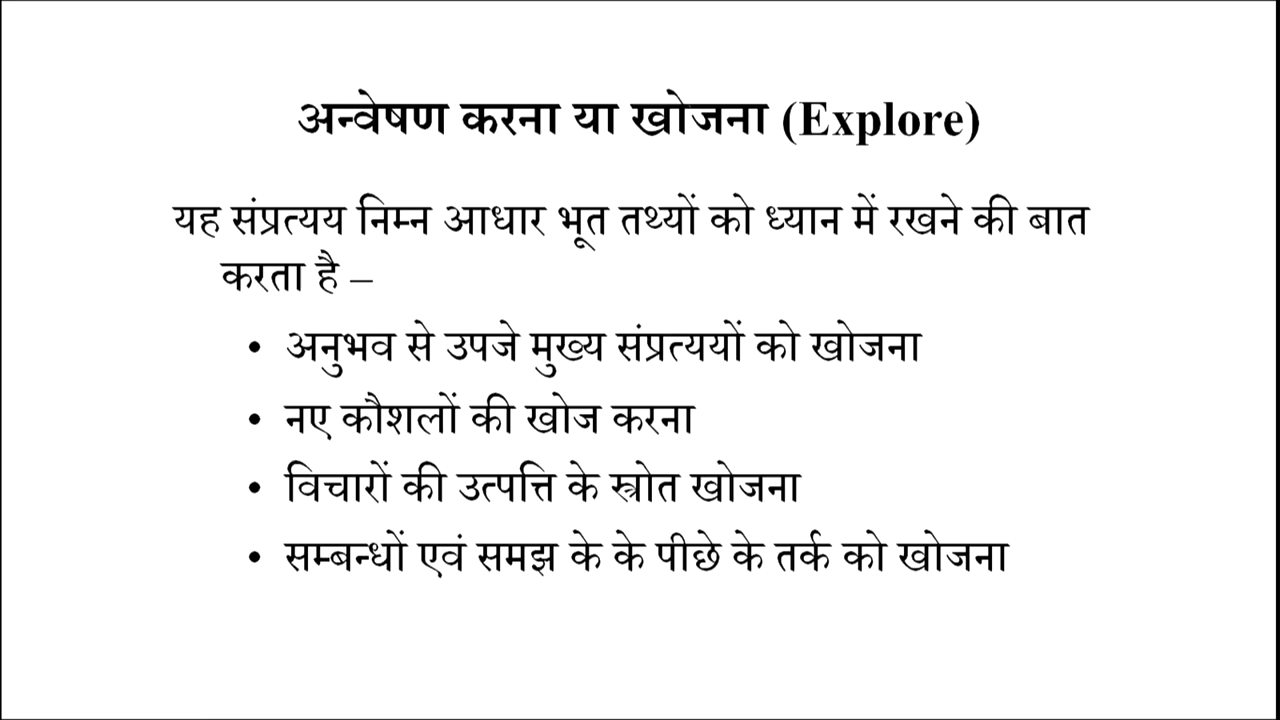 अन्वेषण करना या खोजना (Explore)
यह संप्रत्यय निम्न आधार भूत तथ्यों को ध्यान में रखने की बात
करता है –
• अनुभव से उपजे मुख्य संप्रत्ययों को खोजना
• नए कौशलों की खोज करना
• विचारों की उत्पत्ति के स्त्रोत खोजना
• सम्बन्धों एवं समझ के के पीछे के तर्क को खोजना